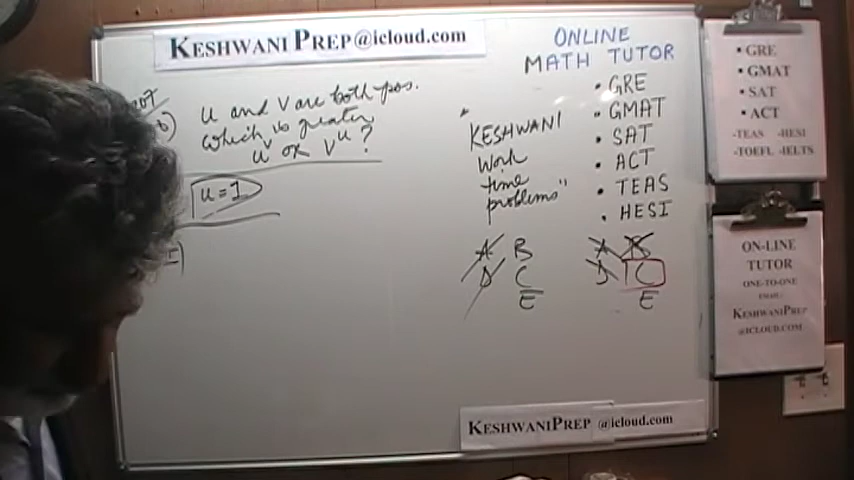 KESHWANI PREP@icloud.com
u and v are both pos.
which is greater
u^v or v^u ?
u = 1
ONLINE
MATH TUTOR
• GRE
• GMAT
• SAT
• ACT
• TEAS
• HESI
"KESHWANI
work
time
problems"
A B
D C
E
A B
D C
E
KESHWANIPREP @icloud.com
• GRE
• GMAT
• SAT
• ACT
-TEAS -HESI
-TOEFL -IELTS
ON-LINE
TUTOR
ONE-TO-ONE
EMAIL:
KESHWANIPREP
@ICLOUD.COM